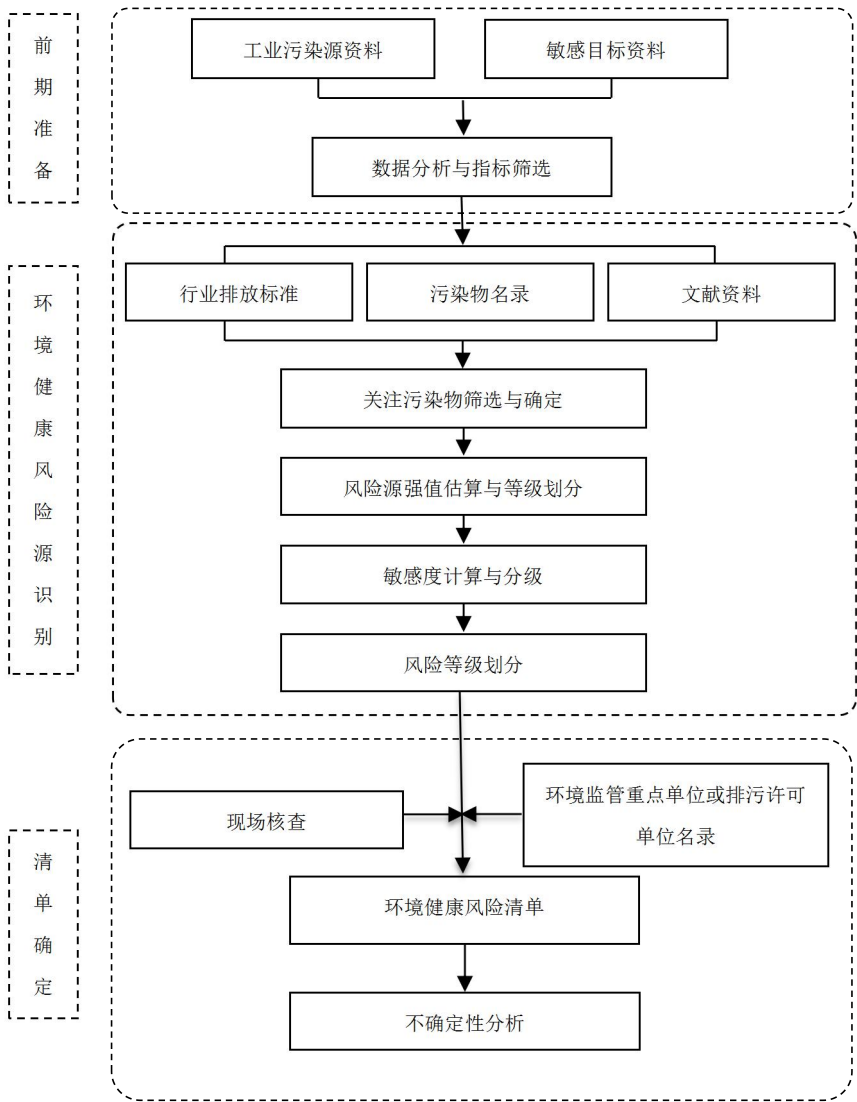 前期准备
工业污染源资料
敏感目标资料
数据分析与指标筛选
环境健康风险源识别
行业排放标准
污染物名录
文献资料
关注污染物筛选与确定
风险源强值估算与等级划分
敏感度计算与分级
风险等级划分
清单确定
现场核查
环境监管重点单位或排污许可
单位名录
环境健康风险清单
不确定性分析